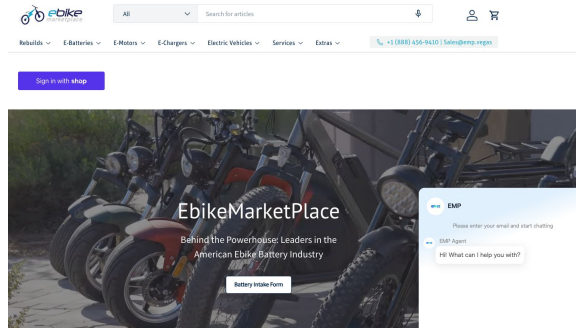 ebike
marketplace
All
Search for articles
Rebuilds
E-Batteries
E-Motors
E-Chargers
Electric Vehicles
Services
Extras
+1 (888) 456-9410 | Sales@emp.vegas
Sign in with shop
EbikeMarketPlace
Behind the Powerhouse: Leaders in the
American Ebike Battery Industry
Battery Intake Form
EMP
Please enter your email and start chatting
EMP Agent
Hi! What can I help you with?